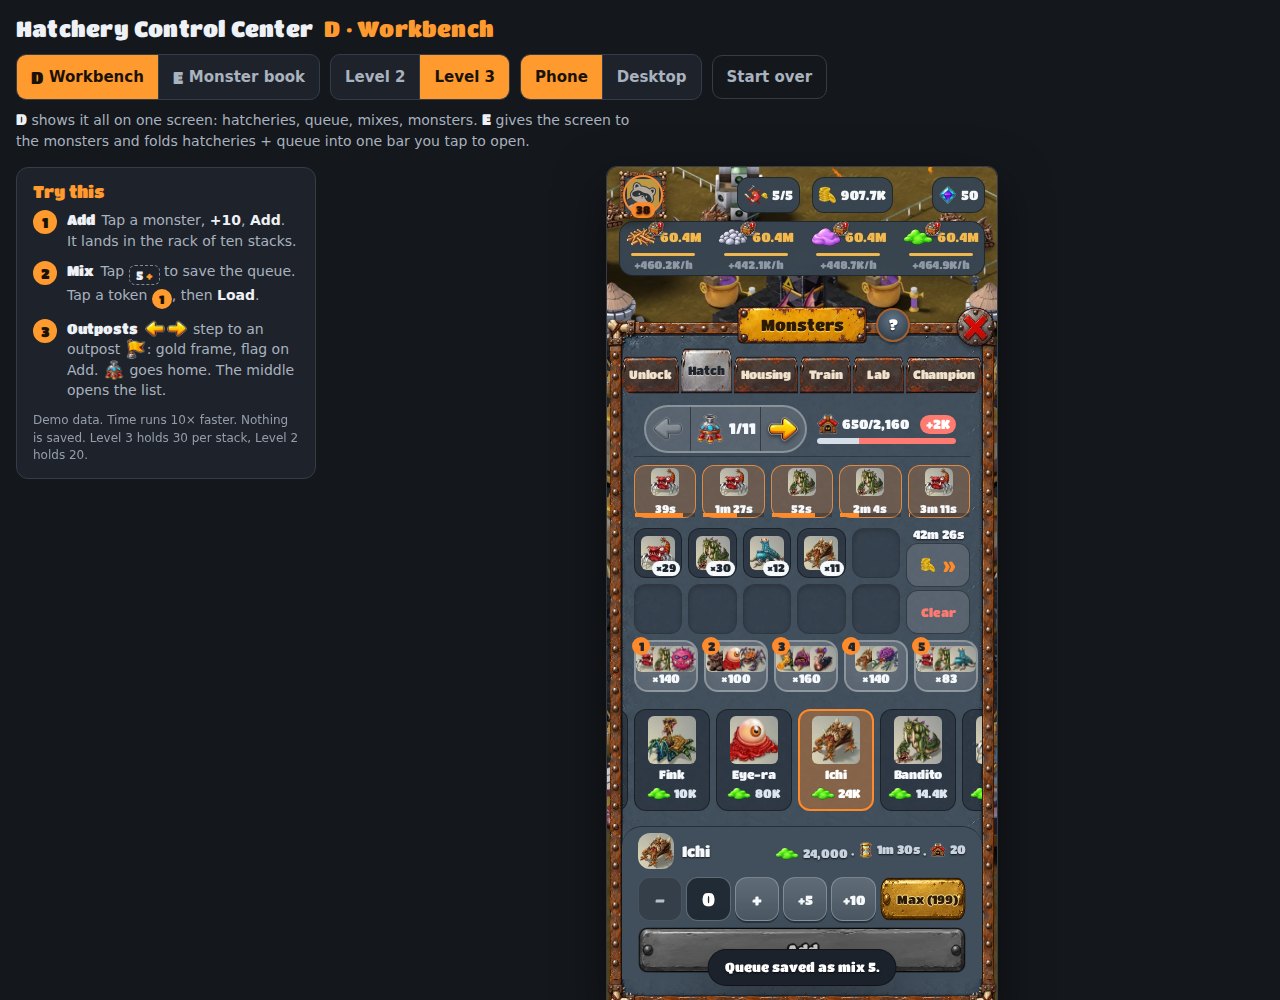 Hatchery Control Center D · Workbench
D Workbench E Monster book Level 2 Level 3 Phone Desktop Start over
D shows it all on one screen: hatcheries, queue, mixes, monsters. E gives the screen to
the monsters and folds hatcheries + queue into one bar you tap to open.
Try this
1 Add Tap a monster, +10, Add.
It lands in the rack of ten stacks.
2 Mix Tap 5+ to save the queue.
Tap a token 1, then Load.
3 Outposts step to an
outpost : gold frame, flag on
Add. goes home. The middle
opens the list.
Demo data. Time runs 10× faster. Nothing
is saved. Level 3 holds 30 per stack, Level 2
holds 20.
30 5/5 907.7K 50
60.4M 60.4M 60.4M 60.4M
+460.2K/h +442.1K/h +448.7K/h +464.9K/h
Monsters ?
Unlock Hatch Housing Train Lab Champion
1/11 650/2,160 +2K
39s 1m 27s 52s 2m 4s 3m 11s
42m 26s
×29 ×30 ×12 ×11 »
Clear
1 2 3 4 5
×140 ×100 ×160 ×140 ×83
Fink Eye-ra Ichi Bandito
10K 80K 24K 14.4K
Ichi 24,000 · 1m 30s · 20
− 0 + +5 +10 Max (199)
Add
Queue saved as mix 5.